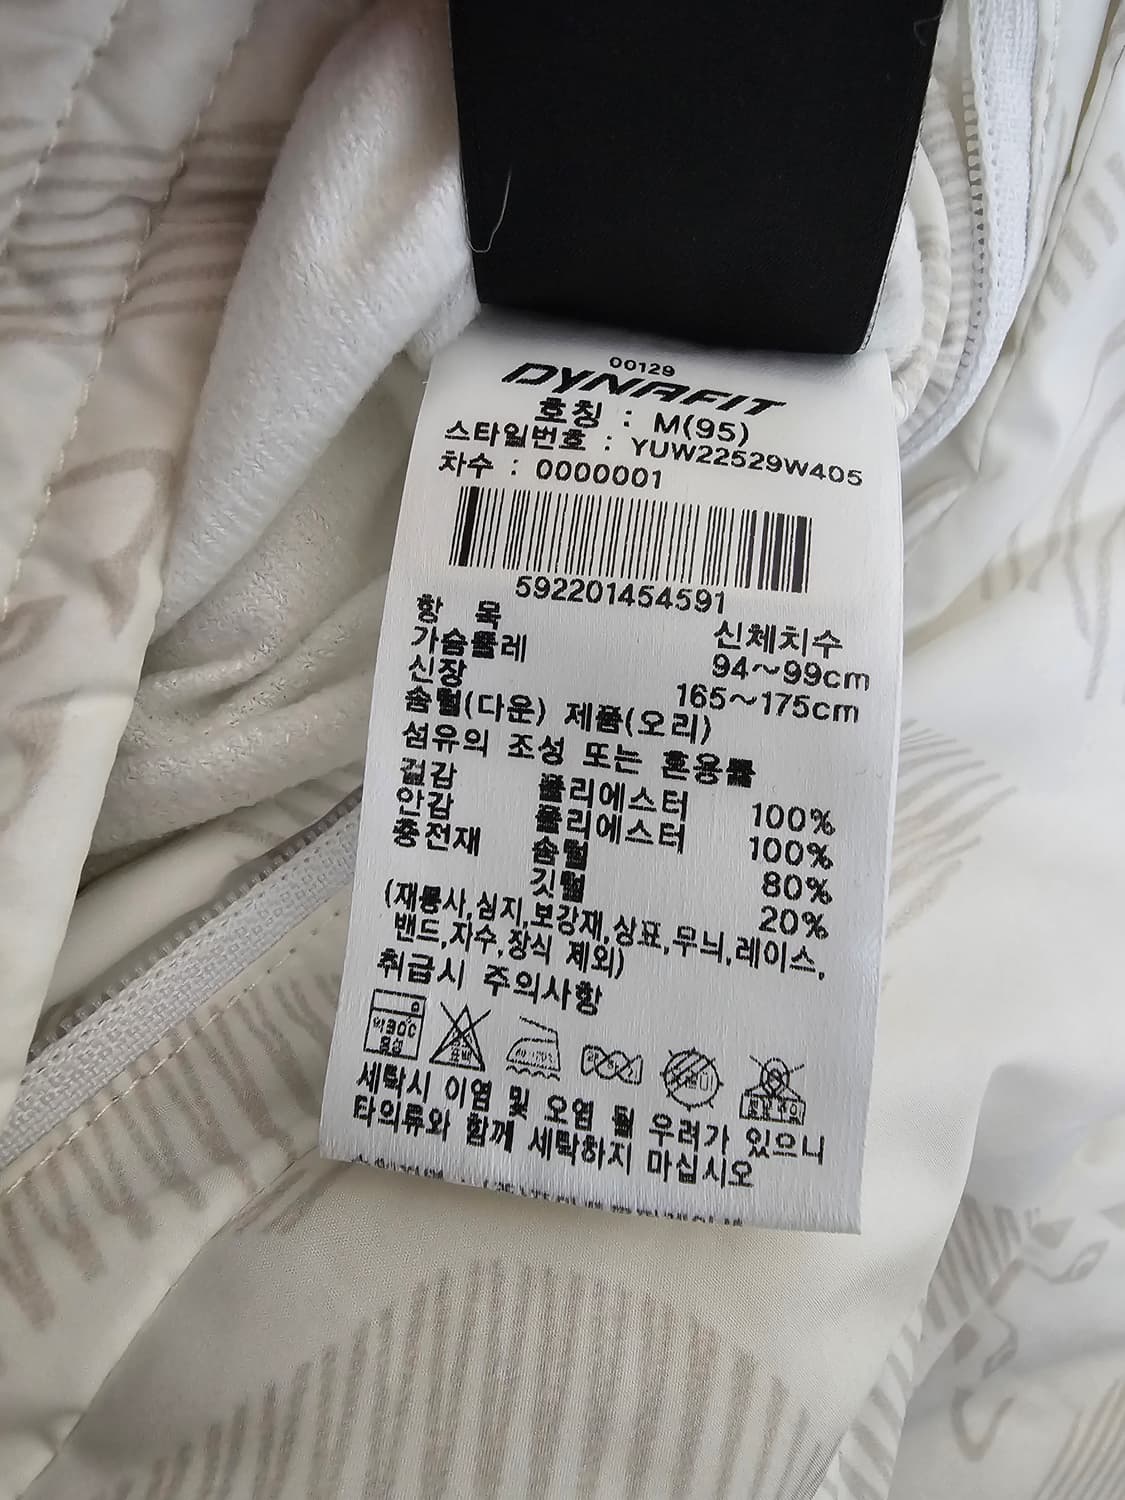 00129
DYNAFIT
호칭 : M(95)
스타일번호 : YUW22529W405
차수 : 0000001
592201454591
항 목 신체치수
가슴둘레 94~99cm
신장 165~175cm
솜털(다운) 제품(오리)
섬유의 조성 또는 혼용률
겉감 폴리에스터 100%
안감 폴리에스터 100%
충전재 솜털 80%
깃털 20%
(재봉사,심지,보강재,상표,무늬,레이스,
밴드,자수,장식 제외)
취급시 주의사항
약30℃
중성
표백
세탁시 이염 및 오염 될 우려가 있으니
타의류와 함께 세탁하지 마십시오